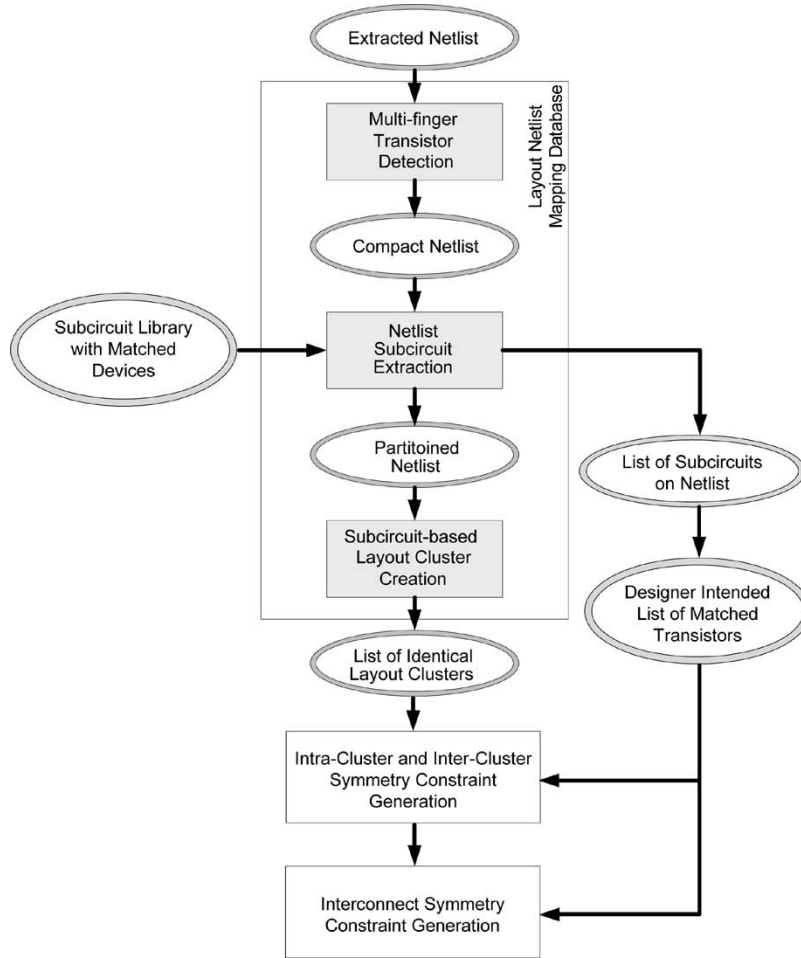 Extracted Netlist
Multi-finger
Transistor
Detection
Layout Netlist
Mapping Database
Compact Netlist
Subcircuit Library
with Matched
Devices
Netlist
Subcircuit
Extraction
Partitoined
Netlist
List of Subcircuits
on Netlist
Subcircuit-based
Layout Cluster
Creation
Designer Intended
List of Matched
Transistors
List of Identical
Layout Clusters
Intra-Cluster and Inter-Cluster
Symmetry Constraint
Generation
Interconnect Symmetry
Constraint Generation